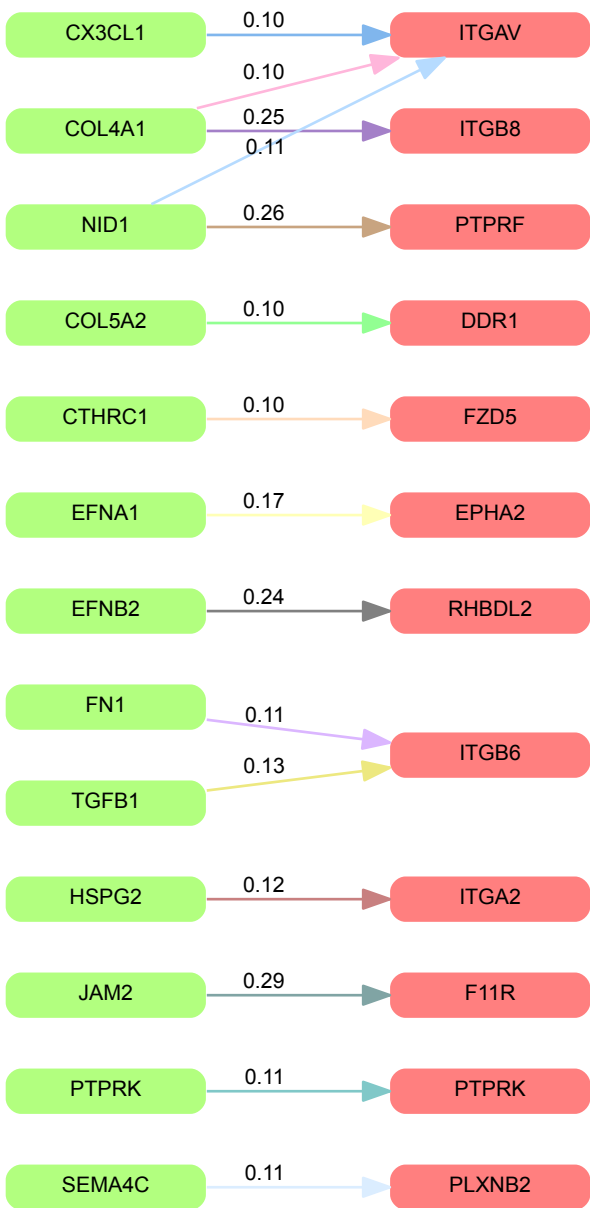 CX3CL1 0.10 ITGAV
0.10
COL4A1 0.25 ITGB8
0.11
NID1 0.26 PTPRF
COL5A2 0.10 DDR1
CTHRC1 0.10 FZD5
EFNA1 0.17 EPHA2
EFNB2 0.24 RHBDL2
FN1 0.11
ITGB6
0.13
TGFB1
HSPG2 0.12 ITGA2
JAM2 0.29 F11R
PTPRK 0.11 PTPRK
SEMA4C 0.11 PLXNB2